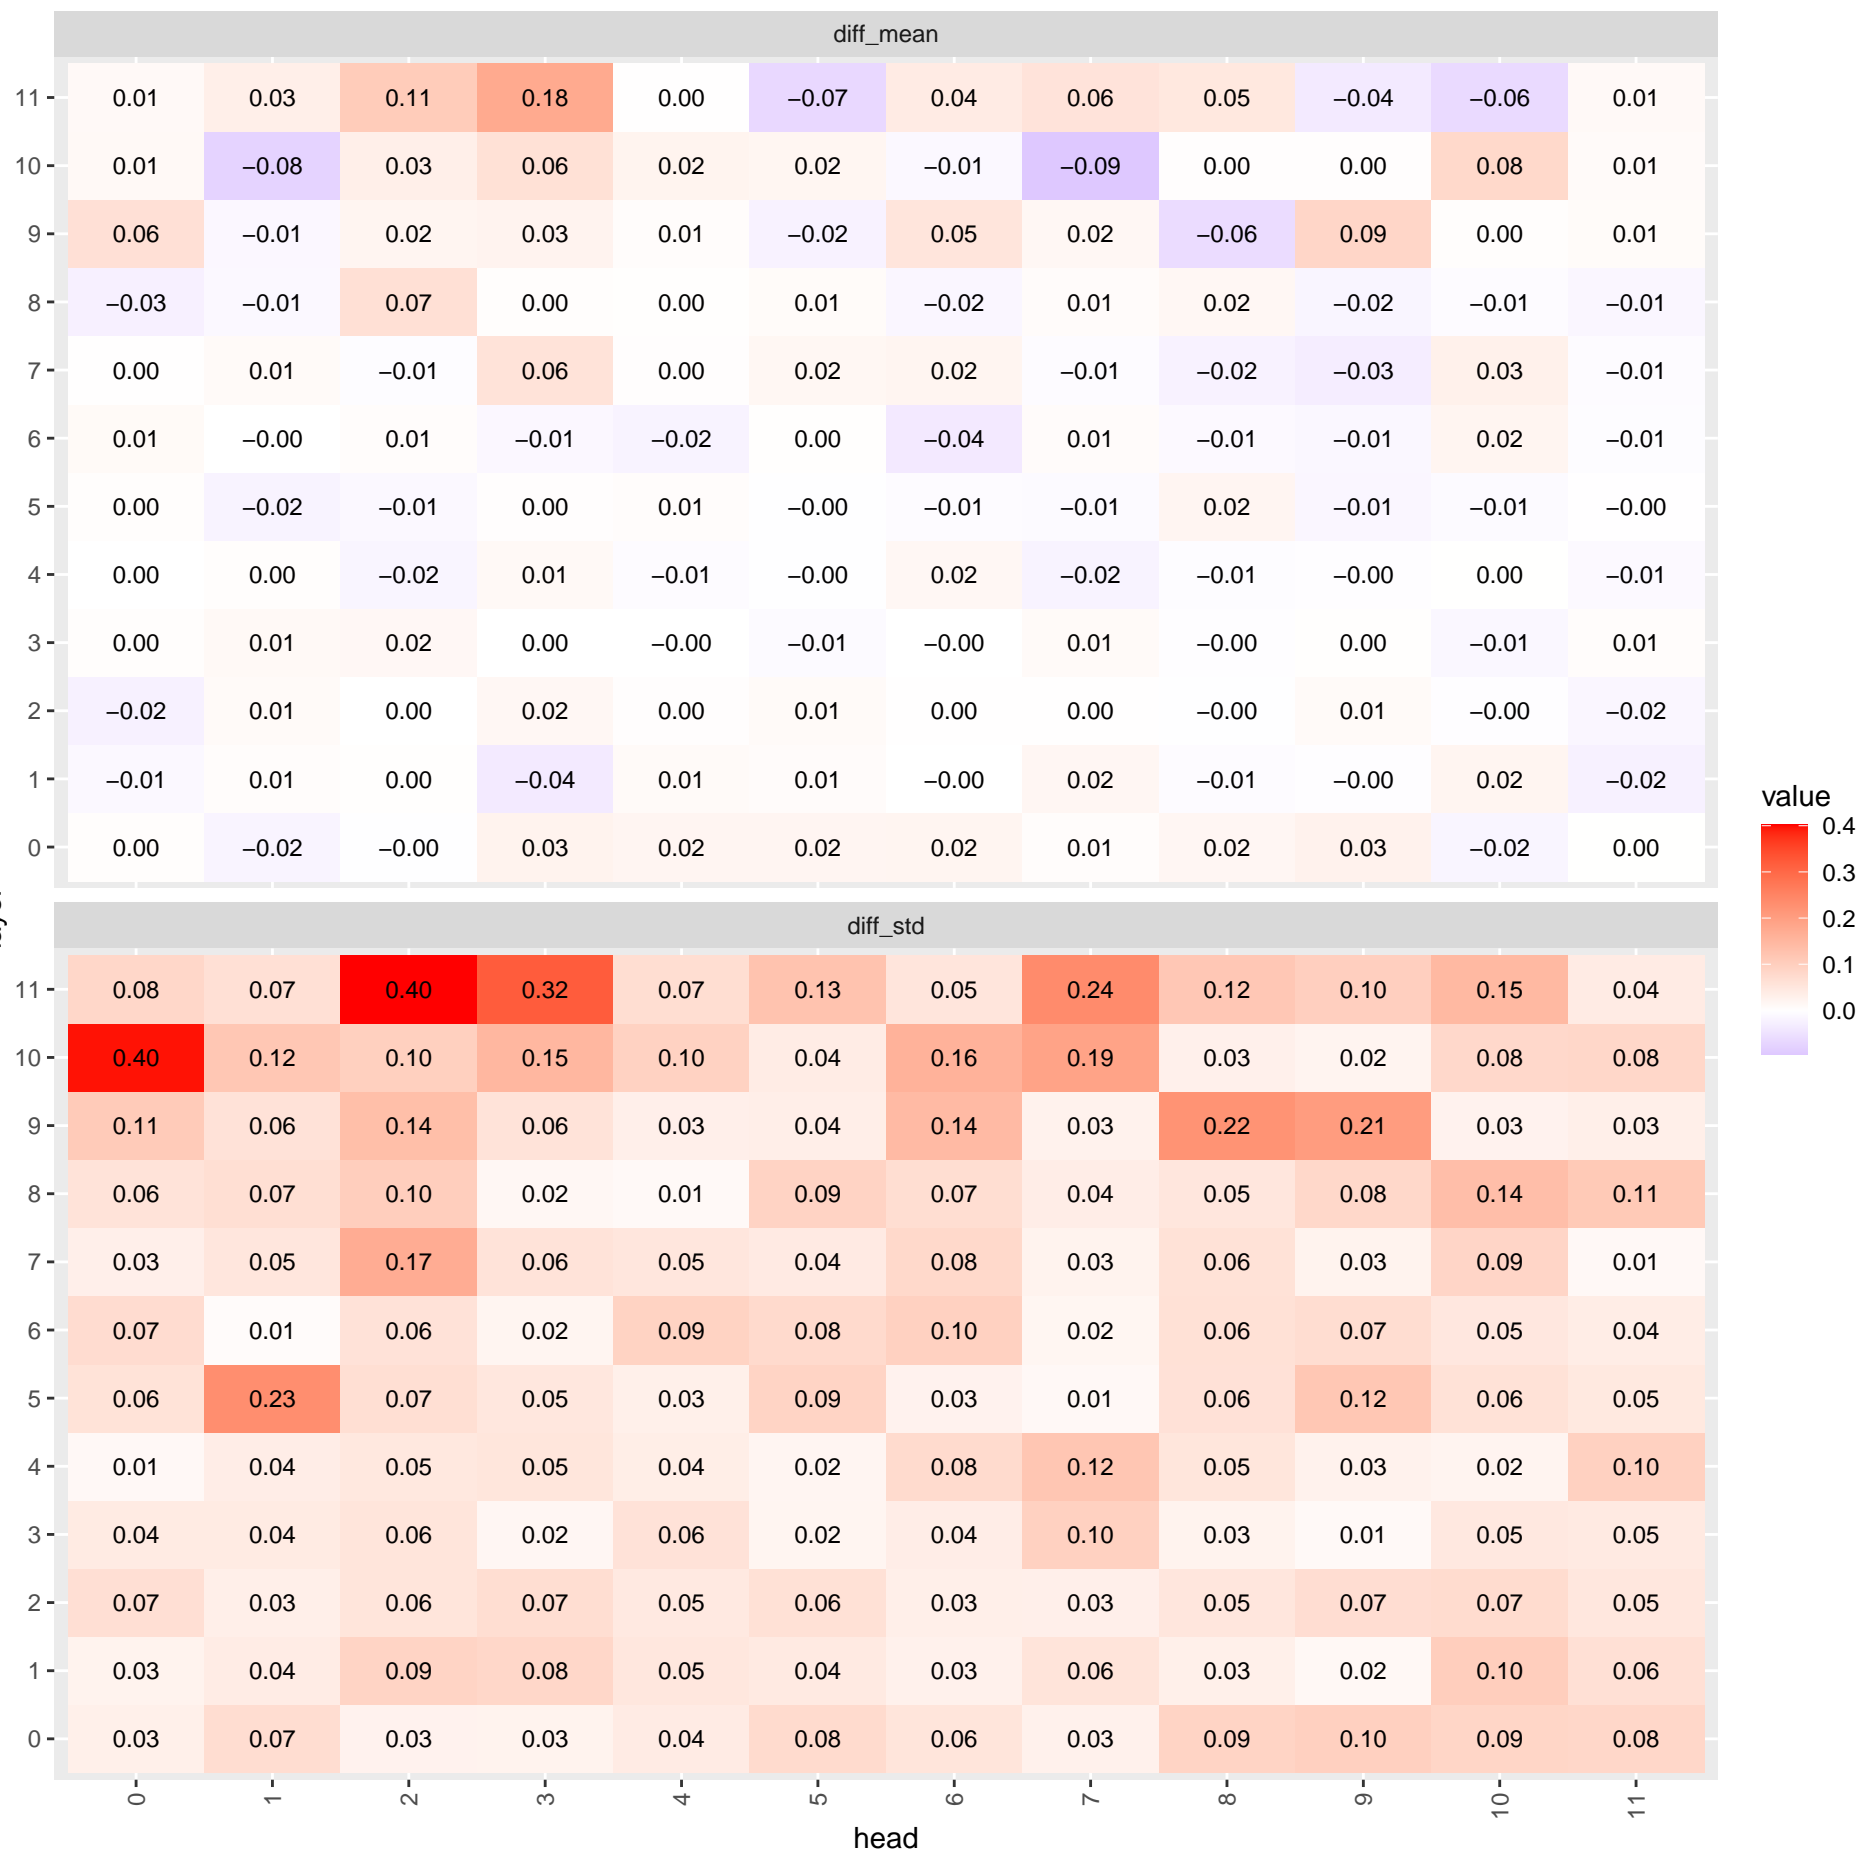 diff_mean
11 0.01 0.03 0.11 0.18 0.00 −0.07 0.04 0.06 0.05 −0.04 −0.06 0.01
10 0.01 −0.08 0.03 0.06 0.02 0.02 −0.01 −0.09 0.00 0.00 0.08 0.01
9 0.06 −0.01 0.02 0.03 0.01 −0.02 0.05 0.02 −0.06 0.09 0.00 0.01
8 −0.03 −0.01 0.07 0.00 0.00 0.01 −0.02 0.01 0.02 −0.02 −0.01 −0.01
7 0.00 0.01 −0.01 0.06 0.00 0.02 0.02 −0.01 −0.02 −0.03 0.03 −0.01
6 0.01 −0.00 0.01 −0.01 −0.02 0.00 −0.04 0.01 −0.01 −0.01 0.02 −0.01
5 0.00 −0.02 −0.01 0.00 0.01 −0.00 −0.01 −0.01 0.02 −0.01 −0.01 −0.00
4 0.00 0.00 −0.02 0.01 −0.01 −0.00 0.02 −0.02 −0.01 −0.00 0.00 −0.01
3 0.00 0.01 0.02 0.00 −0.00 −0.01 −0.00 0.01 −0.00 0.00 −0.01 0.01
2 −0.02 0.01 0.00 0.02 0.00 0.01 0.00 0.00 −0.00 0.01 −0.00 −0.02
1 −0.01 0.01 0.00 −0.04 0.01 0.01 −0.00 0.02 −0.01 −0.00 0.02 −0.02
0 0.00 −0.02 −0.00 0.03 0.02 0.02 0.02 0.01 0.02 0.03 −0.02 0.00
diff_std
11 0.08 0.07 0.40 0.32 0.07 0.13 0.05 0.24 0.12 0.10 0.15 0.04
10 0.40 0.12 0.10 0.15 0.10 0.04 0.16 0.19 0.03 0.02 0.08 0.08
9 0.11 0.06 0.14 0.06 0.03 0.04 0.14 0.03 0.22 0.21 0.03 0.03
8 0.06 0.07 0.10 0.02 0.01 0.09 0.07 0.04 0.05 0.08 0.14 0.11
7 0.03 0.05 0.17 0.06 0.05 0.04 0.08 0.03 0.06 0.03 0.09 0.01
6 0.07 0.01 0.06 0.02 0.09 0.08 0.10 0.02 0.06 0.07 0.05 0.04
5 0.06 0.23 0.07 0.05 0.03 0.09 0.03 0.01 0.06 0.12 0.06 0.05
4 0.01 0.04 0.05 0.05 0.04 0.02 0.08 0.12 0.05 0.03 0.02 0.10
3 0.04 0.04 0.06 0.02 0.06 0.02 0.04 0.10 0.03 0.01 0.05 0.05
2 0.07 0.03 0.06 0.07 0.05 0.06 0.03 0.03 0.05 0.07 0.07 0.05
1 0.03 0.04 0.09 0.08 0.05 0.04 0.03 0.06 0.03 0.02 0.10 0.06
0 0.03 0.07 0.03 0.03 0.04 0.08 0.06 0.03 0.09 0.10 0.09 0.08
0 1 2 3 4 5 6 7 8 9 10 11
head
value
0.4
0.3
0.2
0.1
0.0